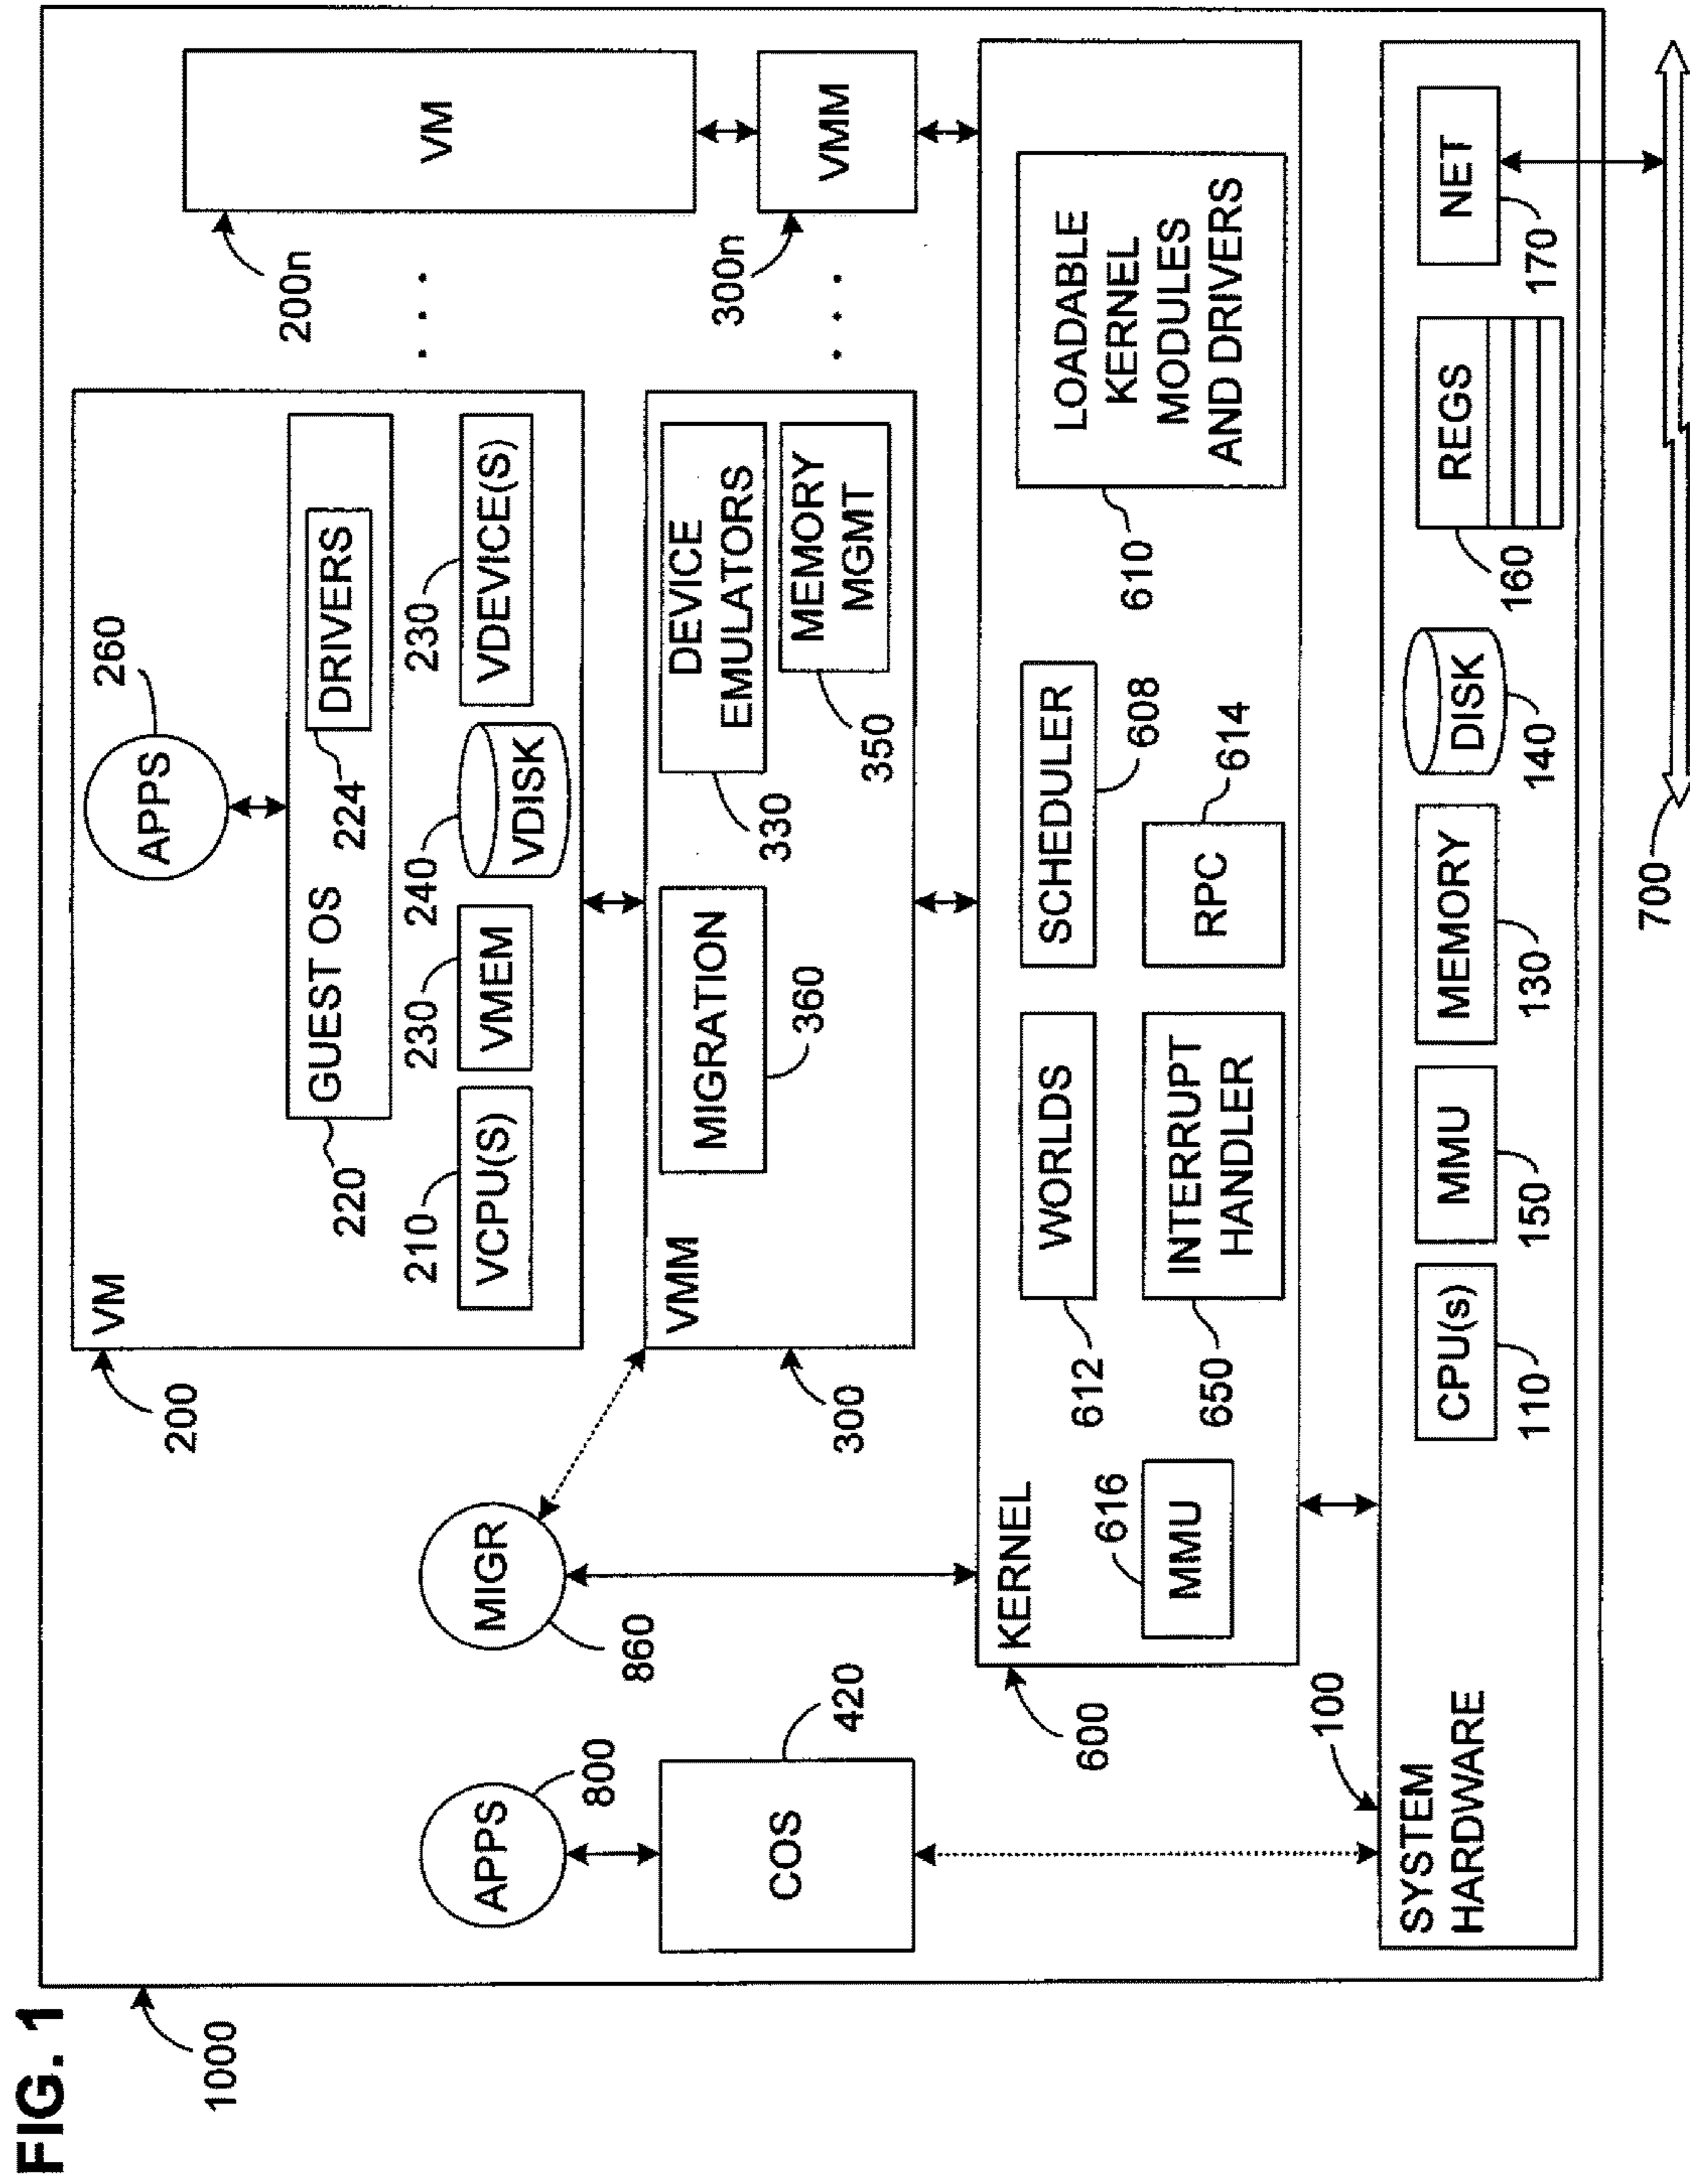 FIG. 1
1000
260
APPS
VM
200
GUEST OS
220
DRIVERS
224
210
230
240
230
VCPU(S)
VMEM
VDISK
VDEVICE(S)
VM
200n
. . .
APPS
800
MIGR
860
VMM
300
MIGRATION
360
DEVICE
EMULATORS
330
MEMORY
MGMT
350
VMM
300n
. . .
COS
420
KERNEL
600
MMU
616
WORLDS
612
INTERRUPT
HANDLER
650
SCHEDULER
608
RPC
614
LOADABLE
KERNEL
MODULES
AND DRIVERS
610
SYSTEM
HARDWARE
100
CPU(s)
110
MMU
150
MEMORY
130
DISK
140
REGS
160
NET
170
700